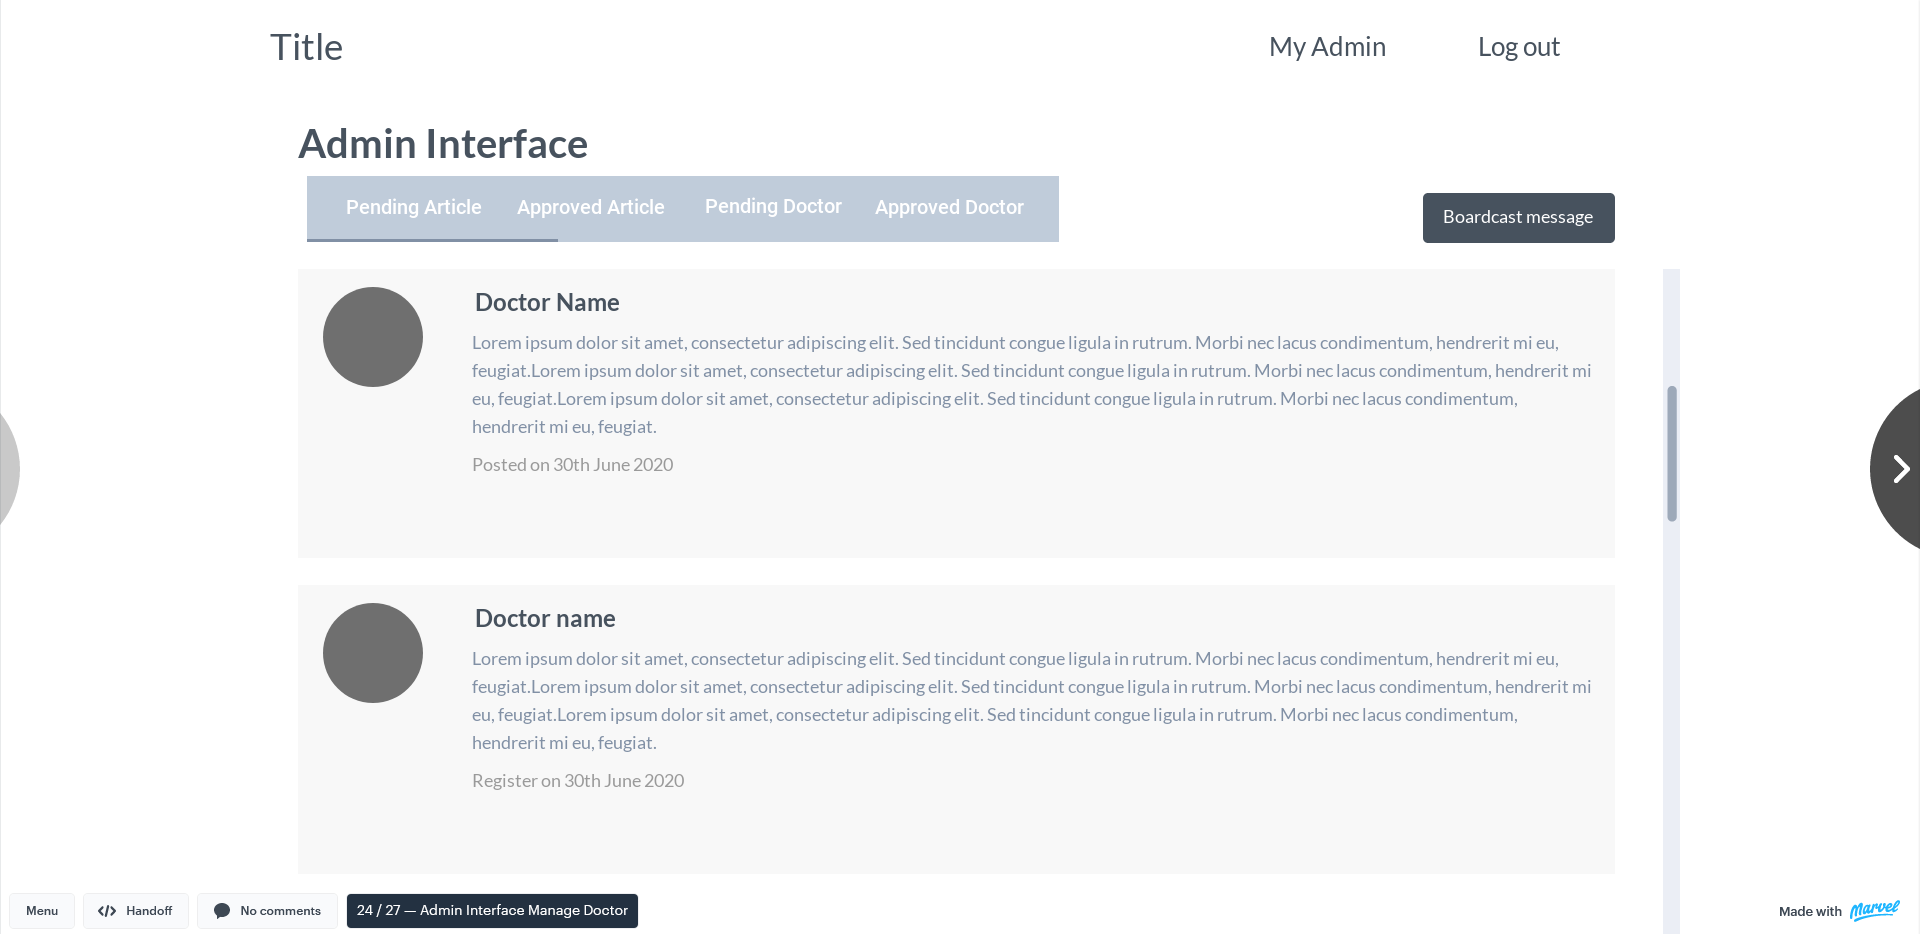 Title
My Admin
Log out
Admin Interface
Pending Article
Approved Article
Pending Doctor
Approved Doctor
Boardcast message
Doctor Name
Lorem ipsum dolor sit amet, consectetur adipiscing elit. Sed tincidunt congue ligula in rutrum. Morbi nec lacus condimentum, hendrerit mi eu,
feugiat.Lorem ipsum dolor sit amet, consectetur adipiscing elit. Sed tincidunt congue ligula in rutrum. Morbi nec lacus condimentum, hendrerit mi
eu, feugiat.Lorem ipsum dolor sit amet, consectetur adipiscing elit. Sed tincidunt congue ligula in rutrum. Morbi nec lacus condimentum,
hendrerit mi eu, feugiat.
Posted on 30th June 2020
Doctor name
Lorem ipsum dolor sit amet, consectetur adipiscing elit. Sed tincidunt congue ligula in rutrum. Morbi nec lacus condimentum, hendrerit mi eu,
feugiat.Lorem ipsum dolor sit amet, consectetur adipiscing elit. Sed tincidunt congue ligula in rutrum. Morbi nec lacus condimentum, hendrerit mi
eu, feugiat.Lorem ipsum dolor sit amet, consectetur adipiscing elit. Sed tincidunt congue ligula in rutrum. Morbi nec lacus condimentum,
hendrerit mi eu, feugiat.
Register on 30th June 2020
Menu
Handoff
No comments
24 / 27 — Admin Interface Manage Doctor
Made with Marvel